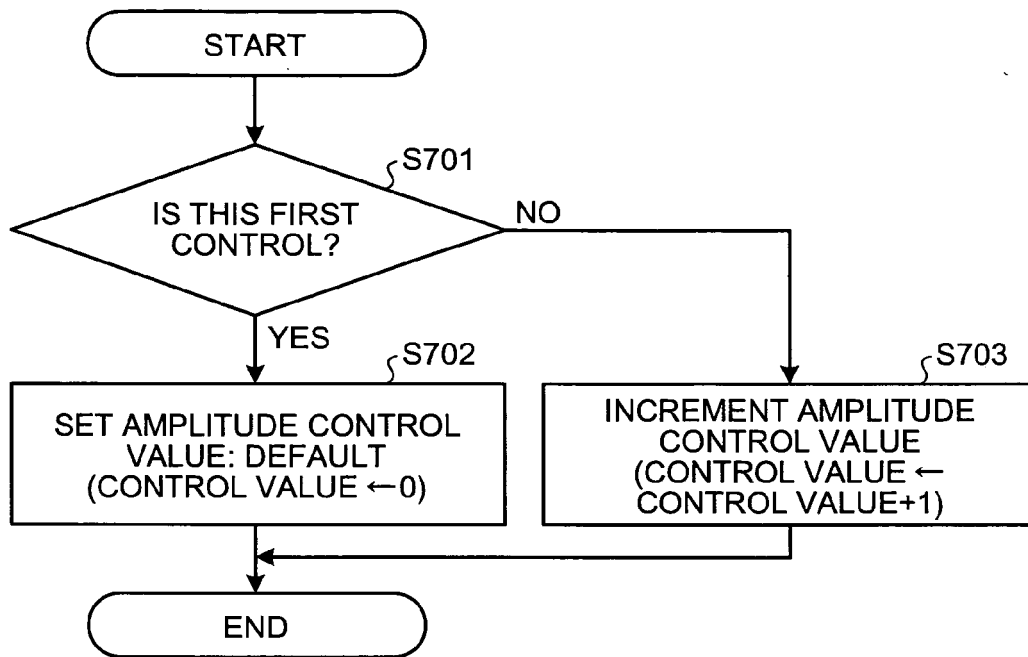 START
S701
IS THIS FIRST
CONTROL?
NO
YES
S702
SET AMPLITUDE CONTROL
VALUE: DEFAULT
(CONTROL VALUE ←0)
S703
INCREMENT AMPLITUDE
CONTROL VALUE
(CONTROL VALUE ←
CONTROL VALUE+1)
END